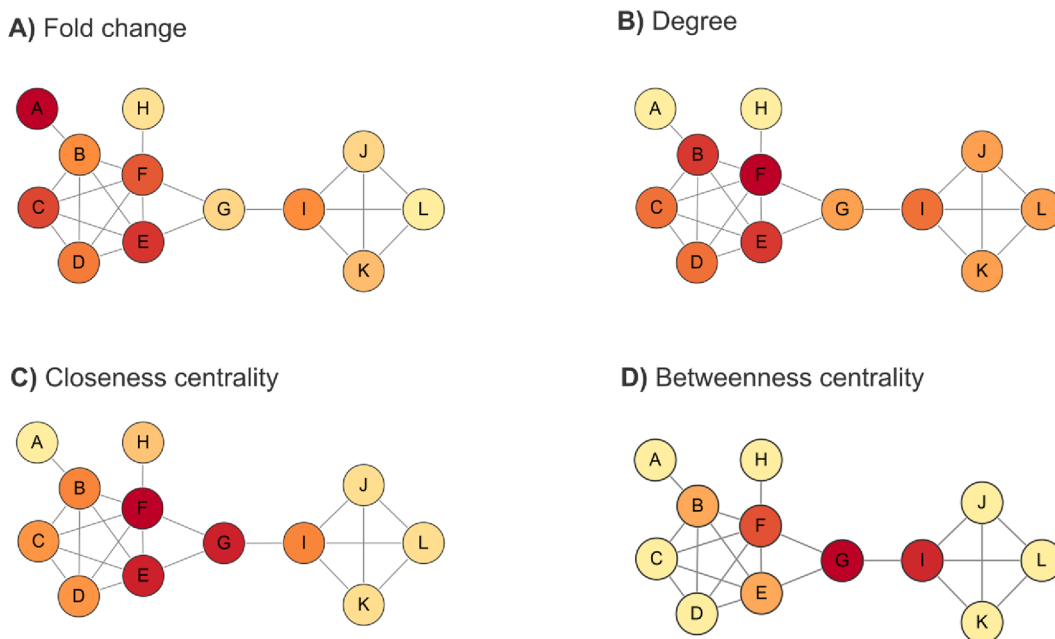 A) Fold change
B) Degree
A
H
B
F
J
C
G
I
L
E
D
K
A
H
B
F
J
C
G
I
L
E
D
K
C) Closeness centrality
D) Betweenness centrality
A
H
B
F
J
C
G
I
L
E
D
K
A
H
B
F
J
C
G
I
L
E
D
K